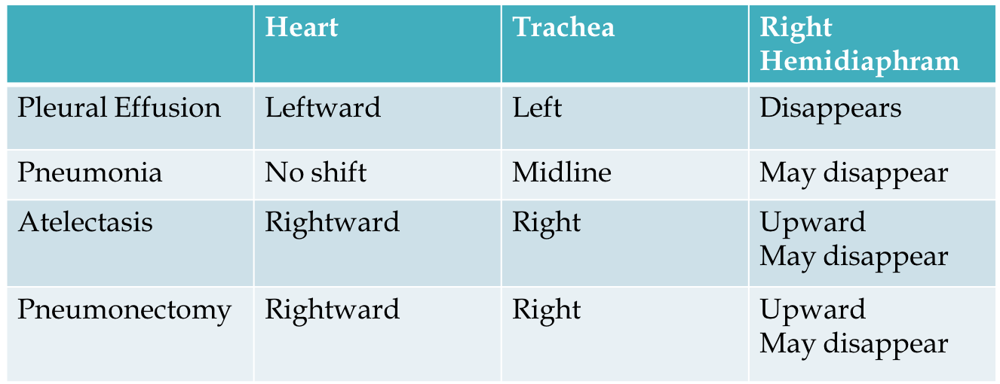 Heart Trachea Right
Hemidiaphram
Pleural Effusion Leftward Left Disappears
Pneumonia No shift Midline May disappear
Atelectasis Rightward Right Upward
May disappear
Pneumonectomy Rightward Right Upward
May disappear